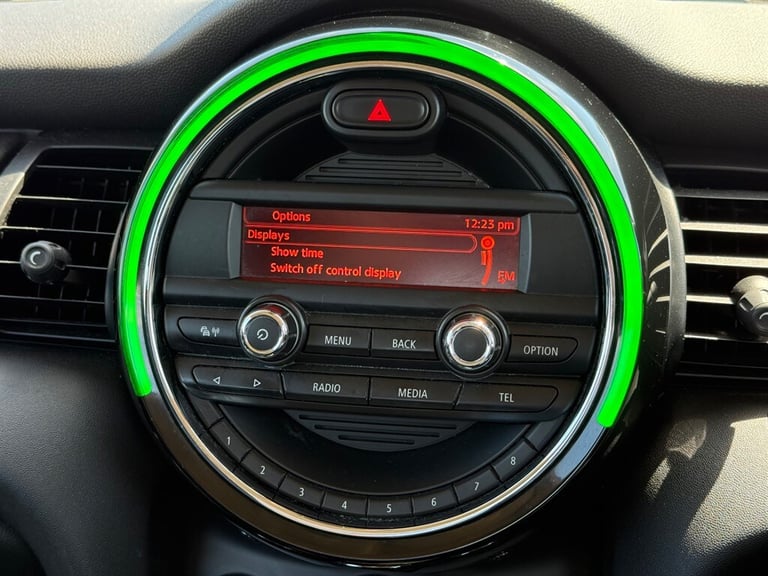 Options 12:23 pm
Displays
Show time
Switch off control display
FM
MENU BACK OPTION
RADIO MEDIA TEL
1 2 3 4 5 6 7 8